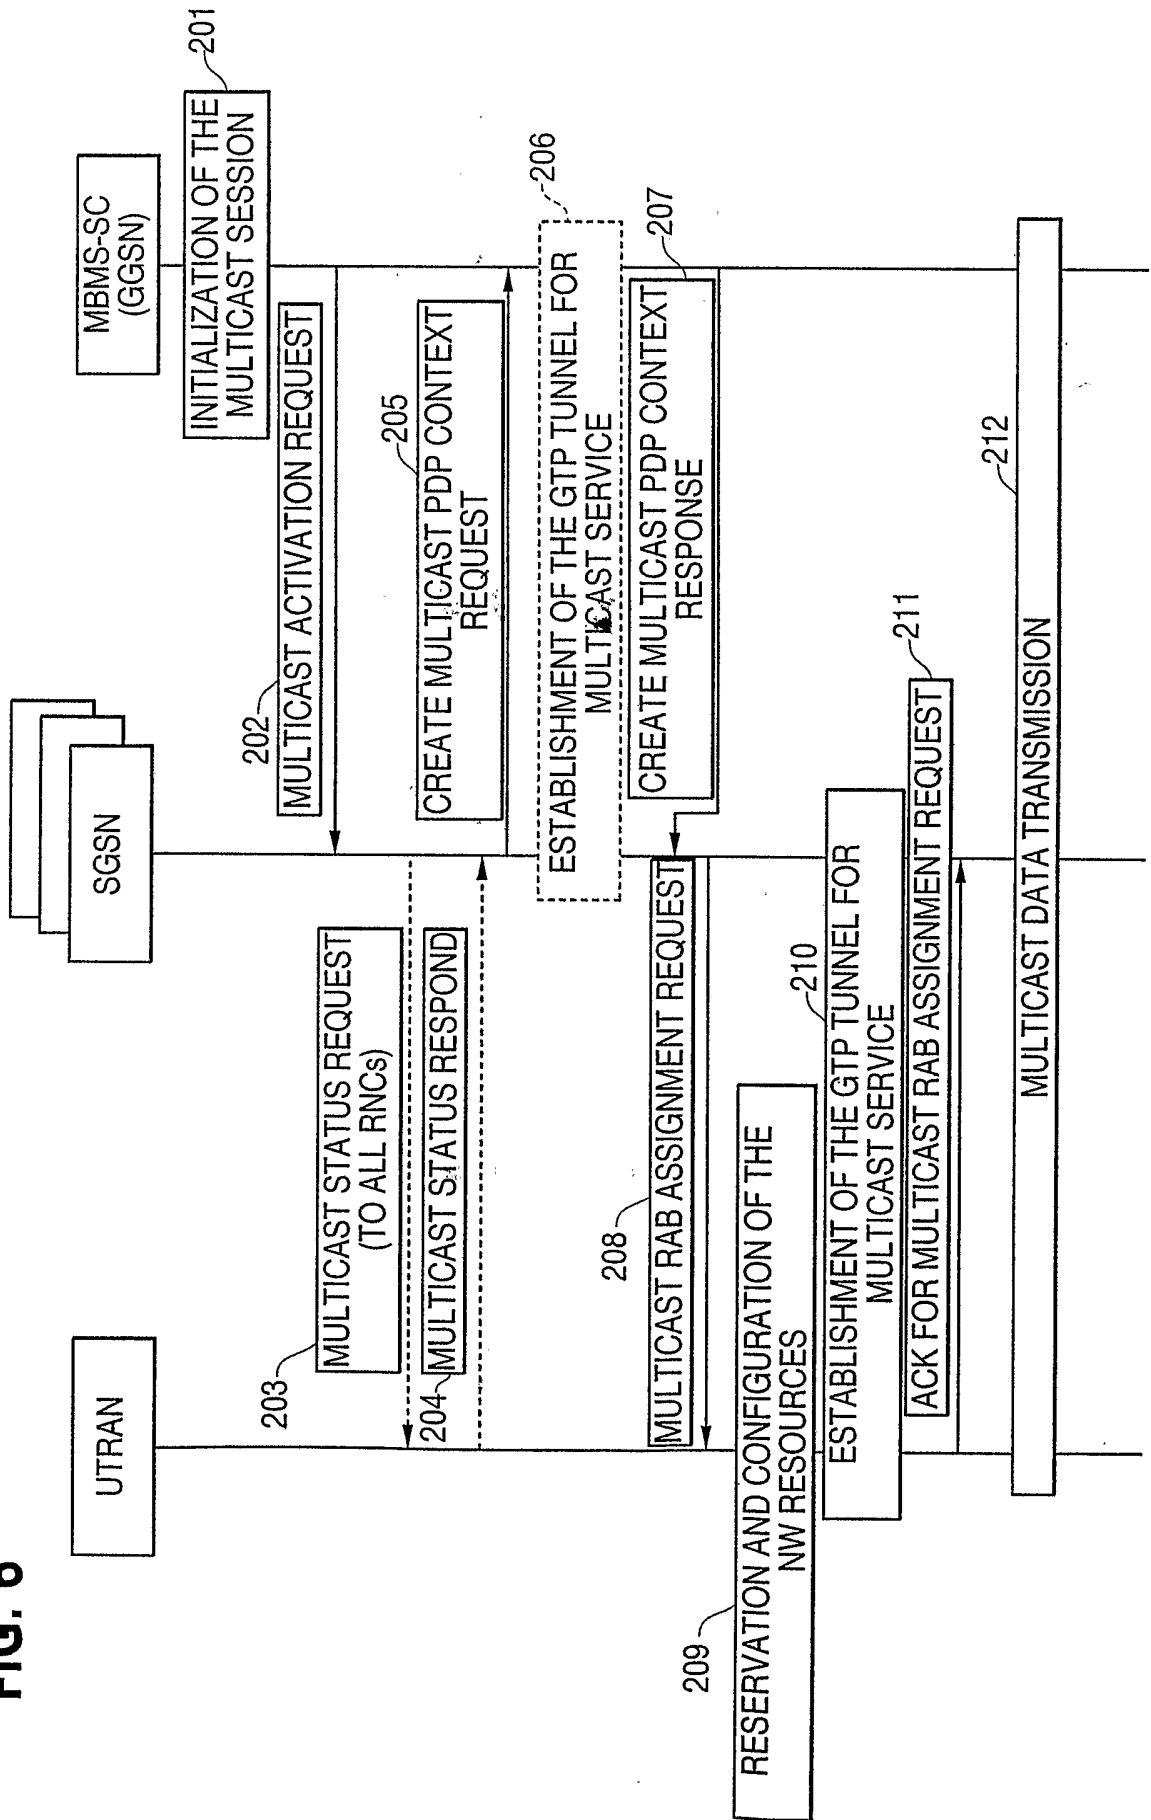 FIG. 6
UTRAN
SGSN
MBMS-SC
(GGSN)
201
INITIALIZATION OF THE
MULTICAST SESSION
202
MULTICAST ACTIVATION REQUEST
203
MULTICAST STATUS REQUEST
(TO ALL RNCs)
204
MULTICAST STATUS RESPOND
205
CREATE MULTICAST PDP CONTEXT
REQUEST
206
ESTABLISHMENT OF THE GTP TUNNEL FOR
MULTICAST SERVICE
207
CREATE MULTICAST PDP CONTEXT
RESPONSE
208
MULTICAST RAB ASSIGNMENT REQUEST
209
RESERVATION AND CONFIGURATION OF THE
NW RESOURCES
210
ESTABLISHMENT OF THE GTP TUNNEL FOR
MULTICAST SERVICE
211
ACK FOR MULTICAST RAB ASSIGNMENT REQUEST
212
MULTICAST DATA TRANSMISSION